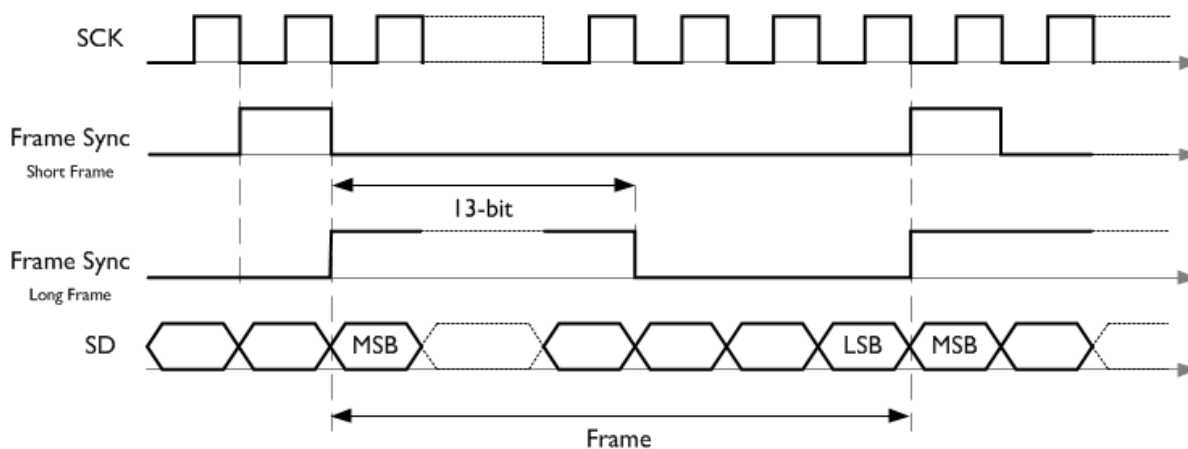 SCK
Frame Sync
Short Frame
13-bit
Frame Sync
Long Frame
SD
MSB
LSB
MSB
Frame